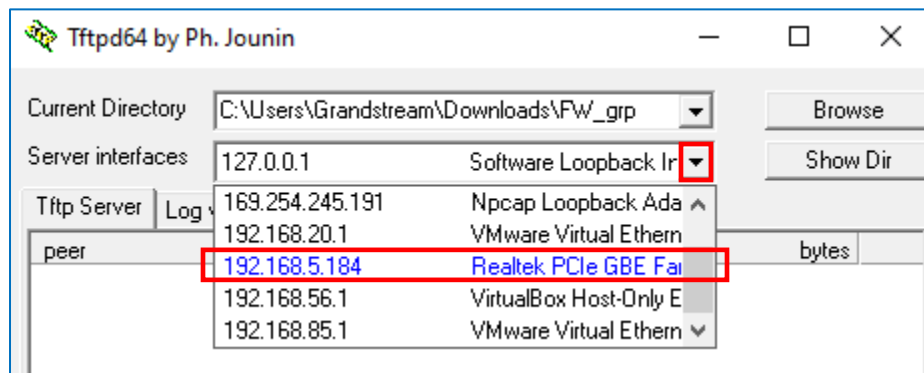 Tftpd64 by Ph. Jounin
Current Directory C:\Users\Grandstream\Downloads\FW_grp Browse
Server interfaces 127.0.0.1 Software Loopback Show Dir
Tftp Server Log 169.254.245.191 Npcap Loopback Ada
192.168.20.1 VMware Virtual Ethern
peer 192.168.5.184 Realtek PCIe GBE Fa bytes
192.168.56.1 VirtualBox Host-Only E
192.168.85.1 VMware Virtual Ethern